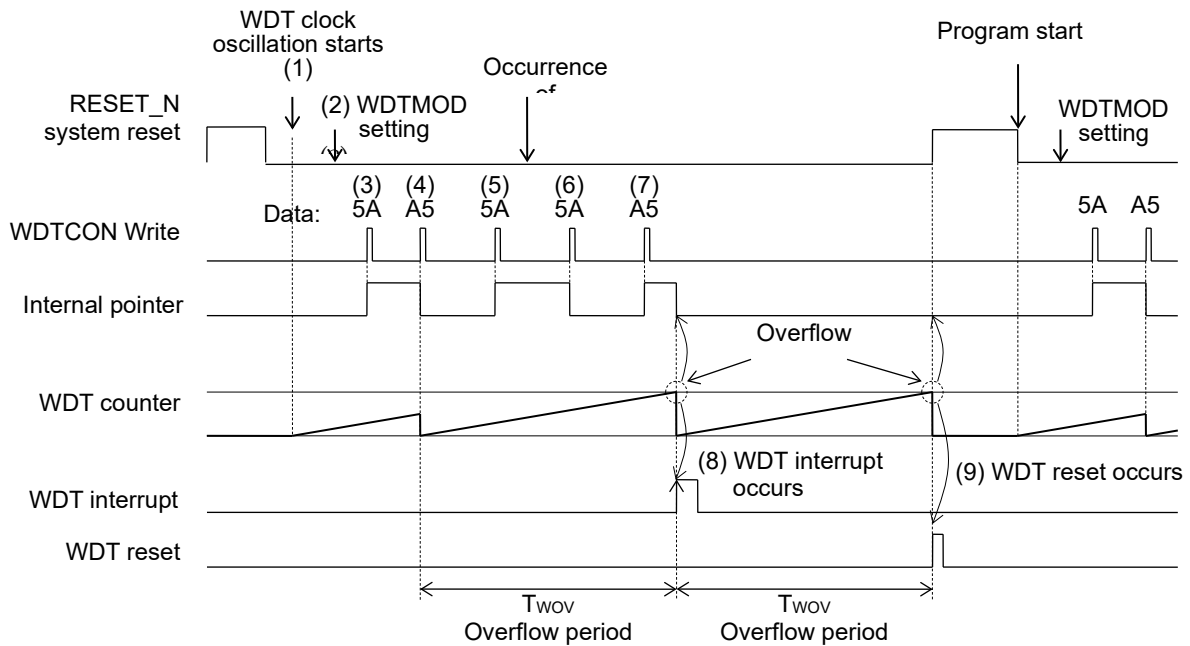 WDT clock
oscillation starts
(1)
Program start
Occurrence
RESET_N
system reset
(2) WDTMOD
setting
WDTMOD
setting
Data:
(3)
5A
(4)
A5
(5)
5A
(6)
5A
(7)
A5
5A
A5
WDTCON Write
Internal pointer
Overflow
WDT counter
(8) WDT interrupt
occurs
(9) WDT reset occurs
WDT interrupt
WDT reset
TWOV
Overflow period
TWOV
Overflow period